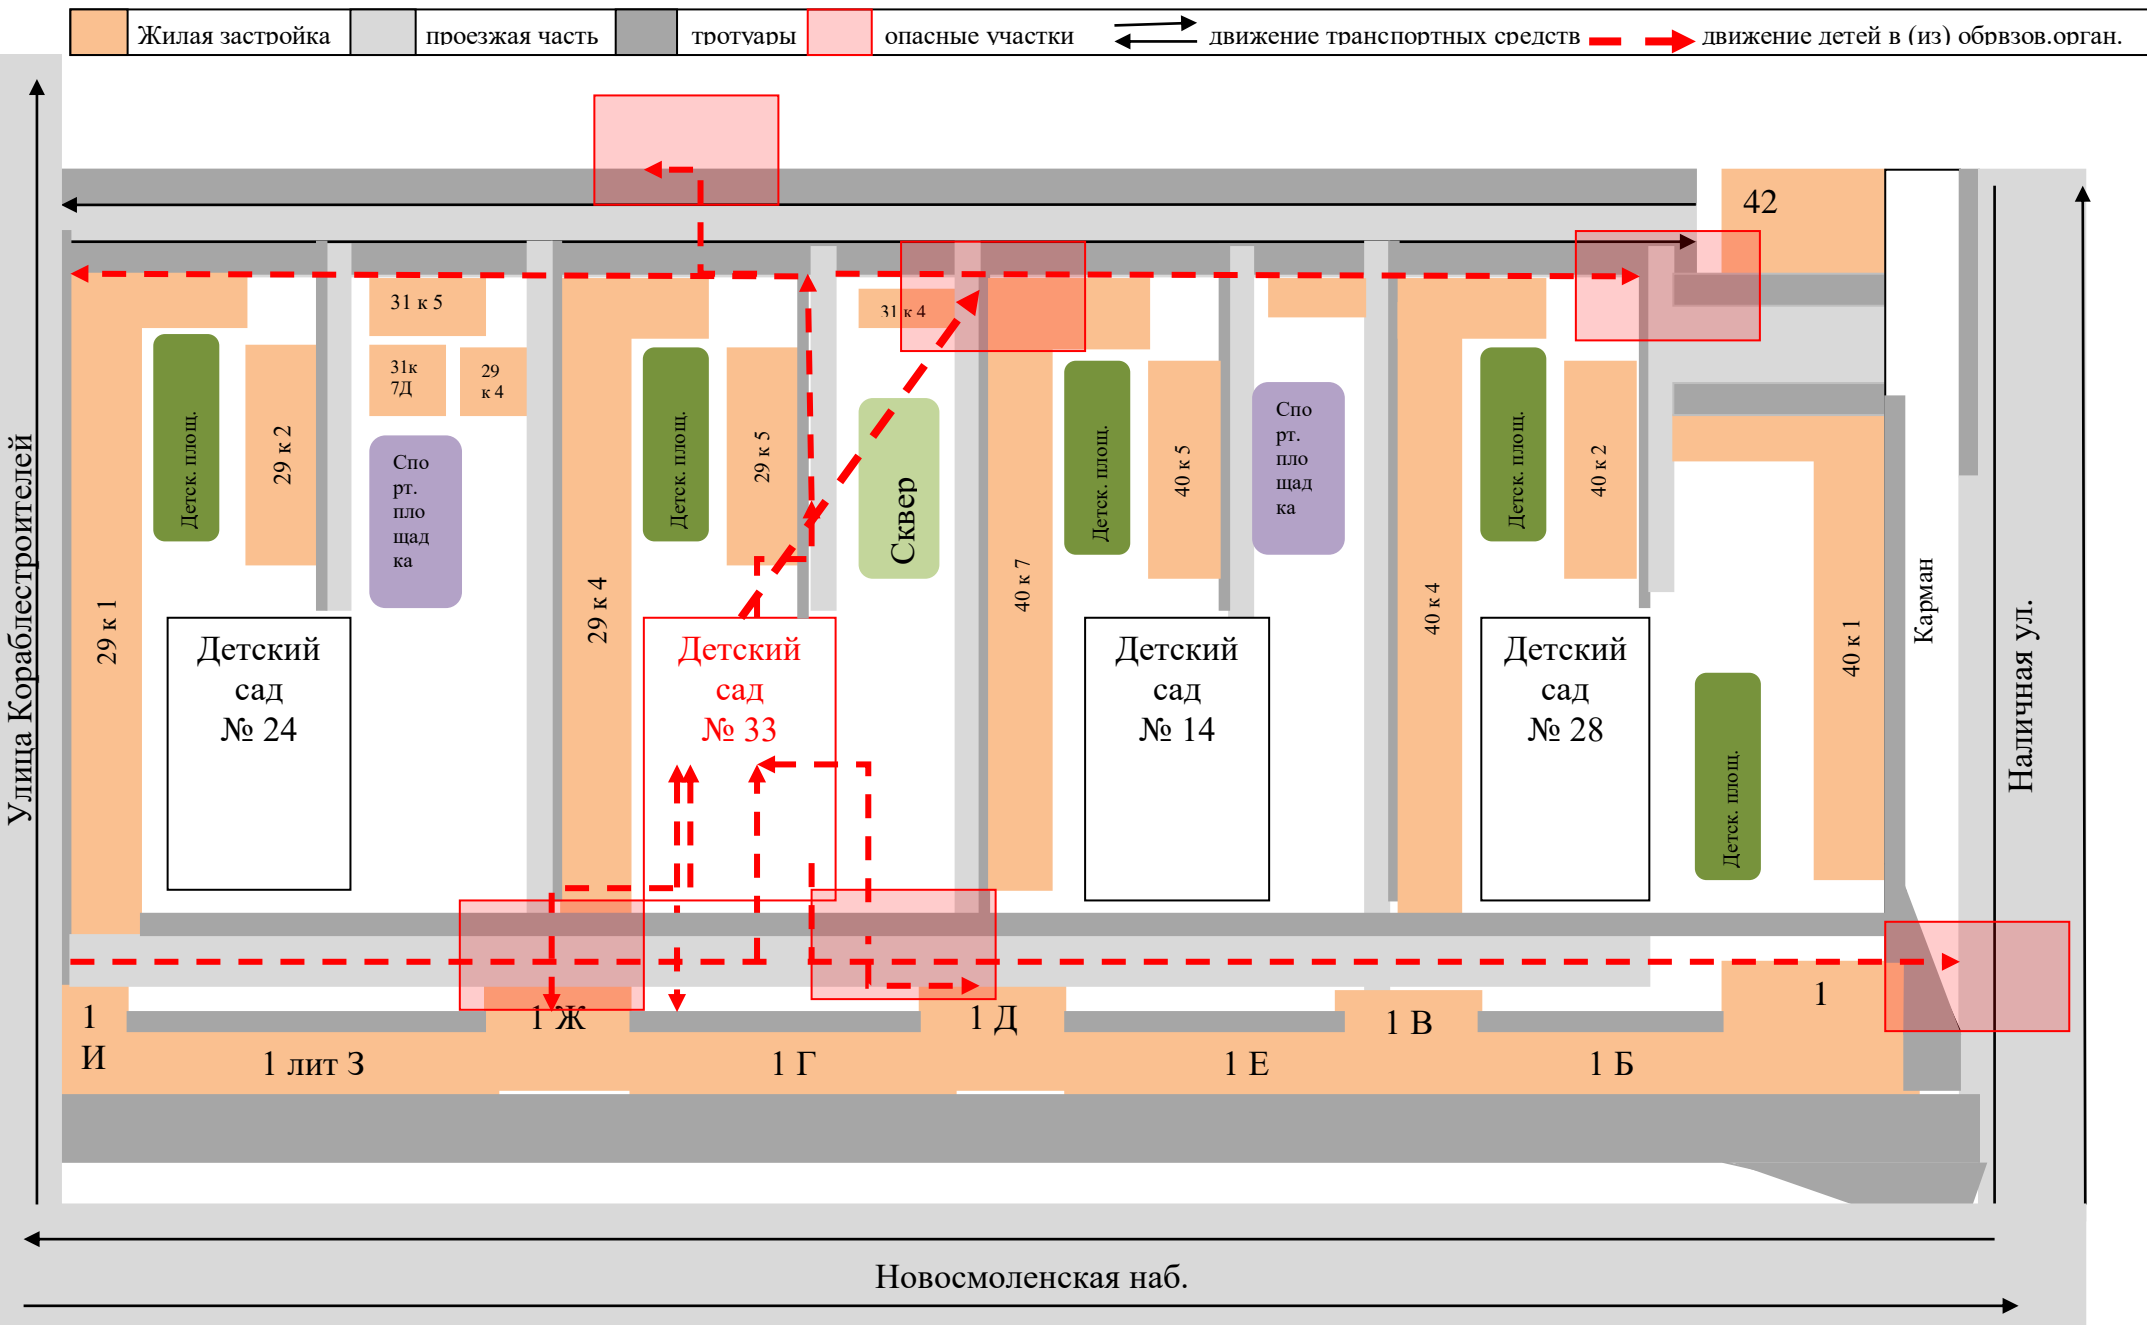 Жилая застройка
проезжая часть
тротуары
опасные участки
движение транспортных средств
движение детей в (из) обрвзов.орган.
42
31 к 5
31 к 4
31к
7Д
29
к 4
Детск. площ.
29 к 2
Спо
рт.
пло
щад
ка
Детск. площ.
29 к 5
Сквер
Детск. площ.
40 к 5
Спо
рт.
пло
щад
ка
Детск. площ.
40 к 2
Улица Кораблестроителей
29 к 1
Детский
сад
№ 24
29 к 4
Детский
сад
№ 33
40 к 7
Детский
сад
№ 14
40 к 4
Детский
сад
№ 28
Детск. площ.
40 к 1
Карман
Наличная ул.
1
И
1 лит З
1 Ж
1 Г
1 Д
1 Е
1 В
1 Б
1
Новосмоленская наб.